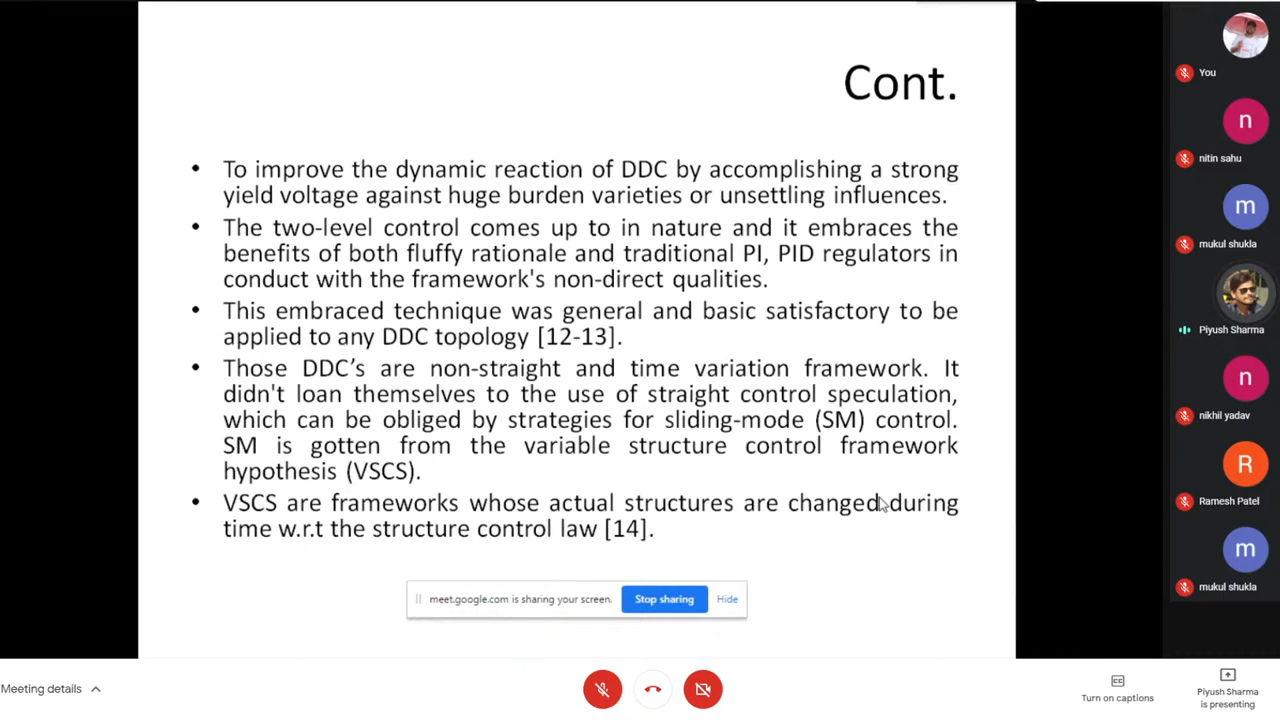 Cont.
• To improve the dynamic reaction of DDC by accomplishing a strong
yield voltage against huge burden varieties or unsettling influences.
• The two-level control comes up to in nature and it embraces the
benefits of both fluffy rationale and traditional PI, PID regulators in
conduct with the framework's non-direct qualities.
• This embraced technique was general and basic satisfactory to be
applied to any DDC topology [12-13].
• Those DDC’s are non-straight and time variation framework. It
didn't loan themselves to the use of straight control speculation,
which can be obliged by strategies for sliding-mode (SM) control.
SM is gotten from the variable structure control framework
hypothesis (VSCS).
• VSCS are frameworks whose actual structures are changed during
time w.r.t the structure control law [14].
meet.google.com is sharing your screen. Stop sharing Hide
You
n
nitin sahu
m
mukul shukla
Piyush Sharma
n
nikhil yadav
R
Ramesh Patel
m
mukul shukla
Meeting details
CC
Turn on captions
Piyush Sharma
is presenting